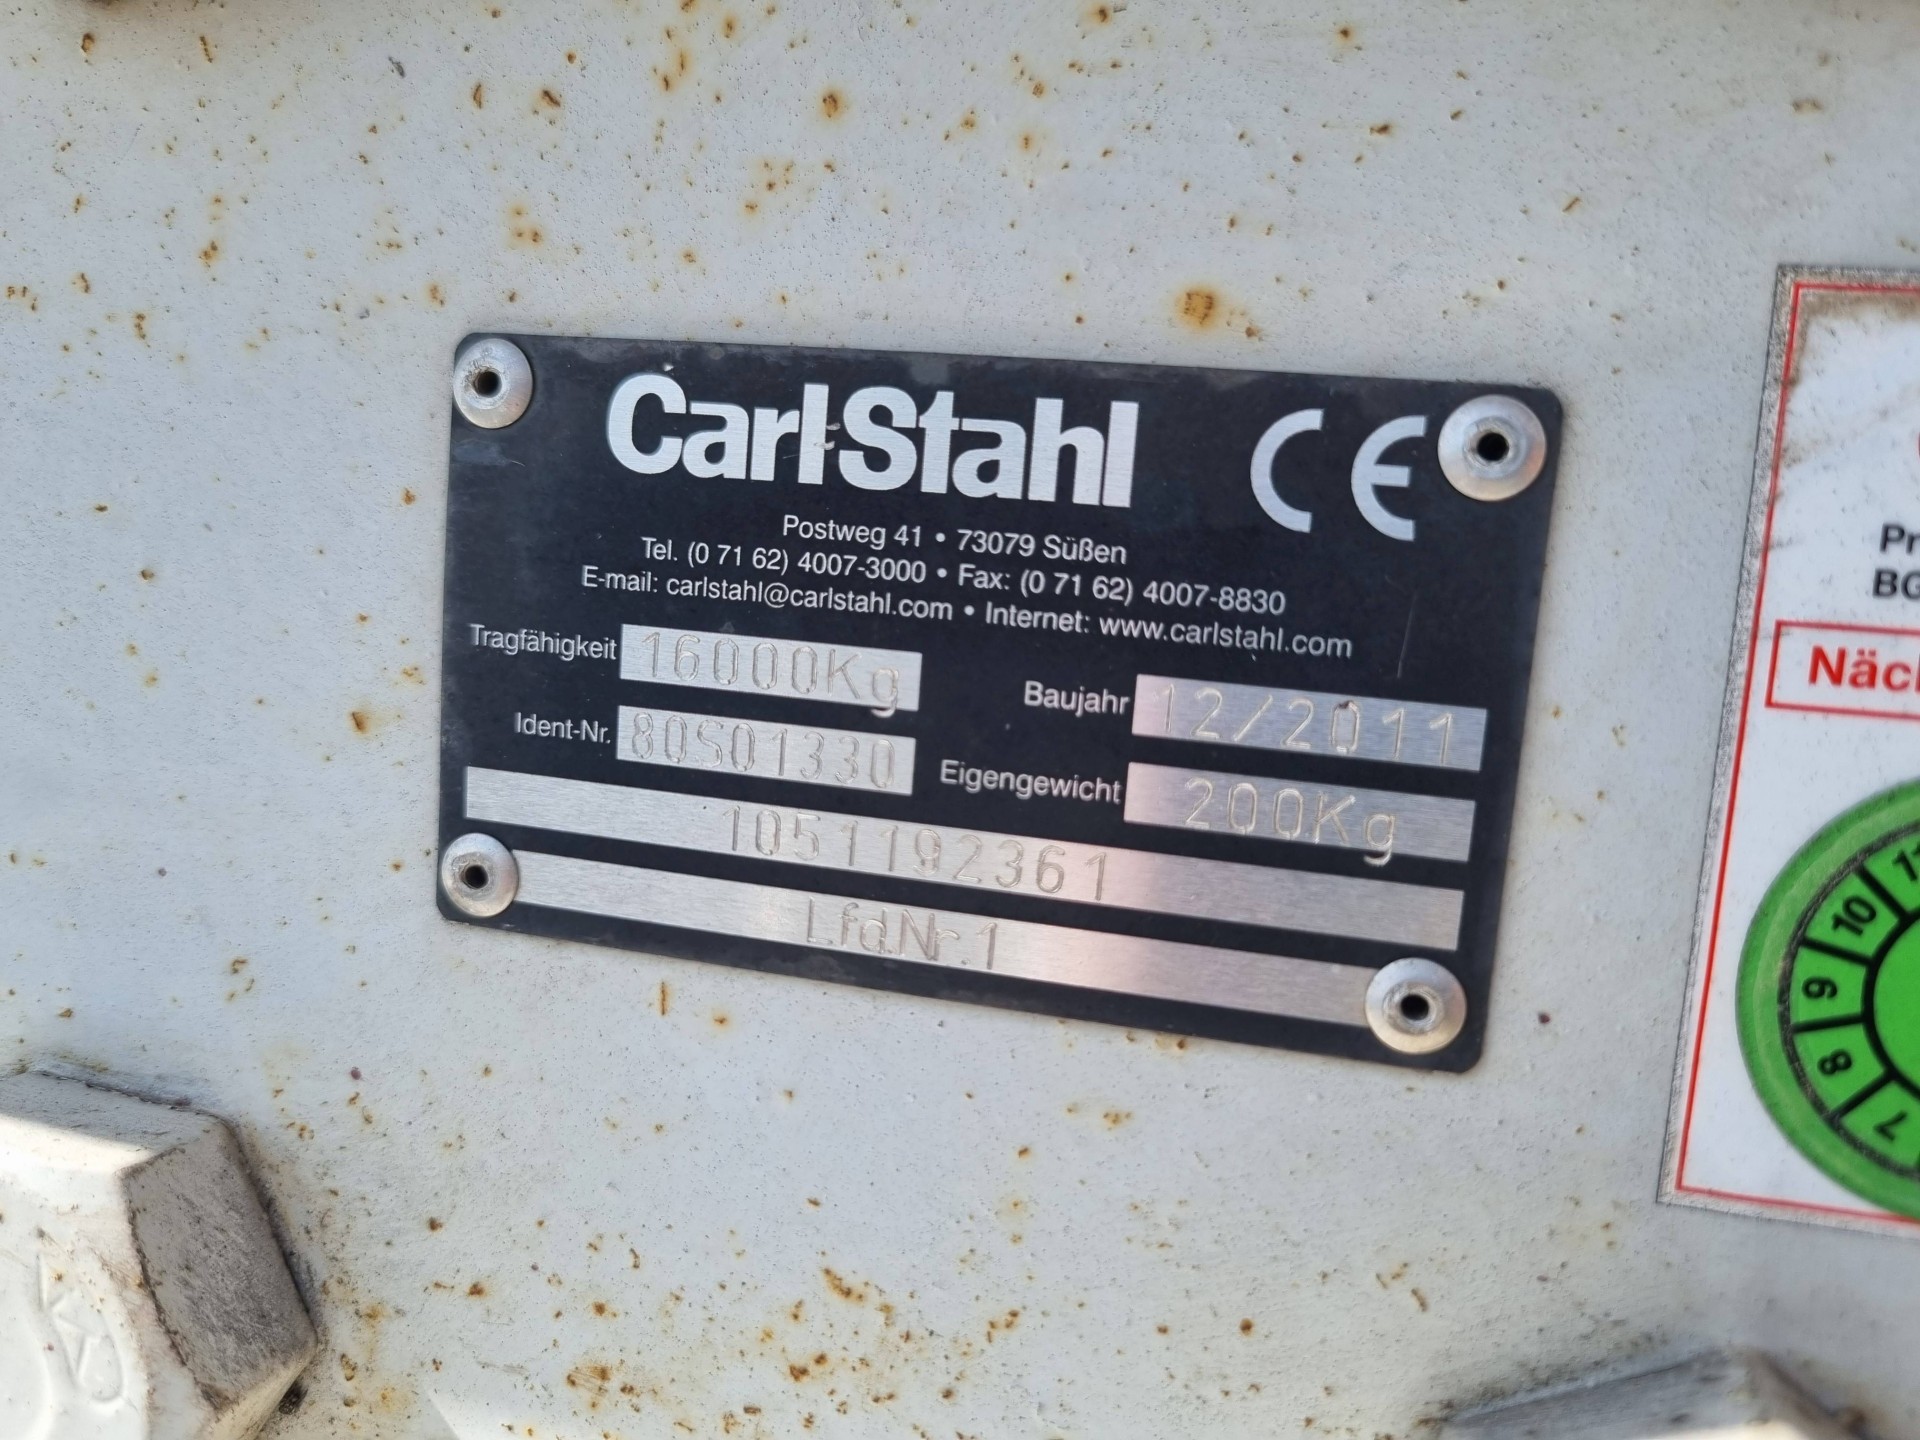 CarlStahl CE
Postweg 41 • 73079 Süßen
Tel. (0 71 62) 4007-3000 • Fax: (0 71 62) 4007-8830
E-mail: carlstahl@carlstahl.com • Internet: www.carlstahl.com
Tragfähigkeit 16000Kg
Baujahr 12/2011
Ident-Nr. 80S01330
Eigengewicht 200Kg
1051192361
Lfd.Nr.1
Pr
BG
Näc
11
10
9
8
7